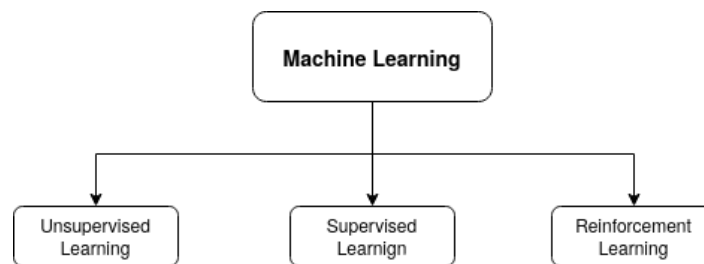 Machine Learning
Unsupervised
Learning
Supervised
Learnign
Reinforcement
Learning